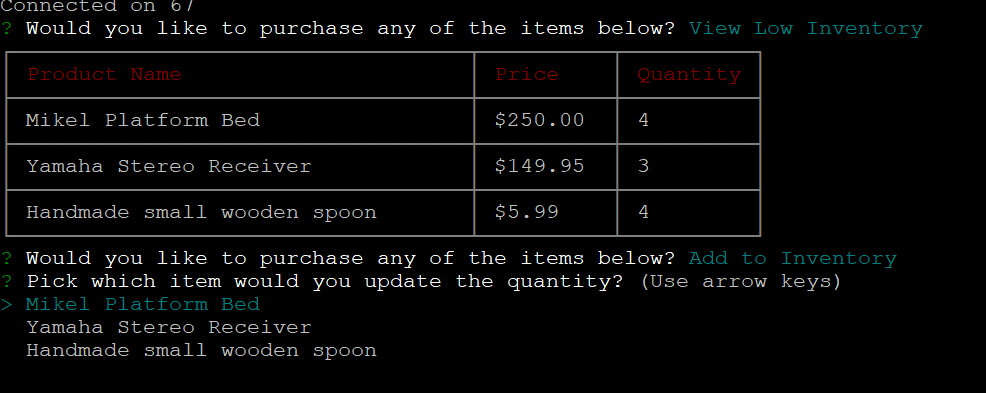 Connected on 67
? Would you like to purchase any of the items below? View Low Inventory
Product Name Price Quantity
Mikel Platform Bed $250.00 4
Yamaha Stereo Receiver $149.95 3
Handmade small wooden spoon $5.99 4
? Would you like to purchase any of the items below? Add to Inventory
? Pick which item would you update the quantity? (Use arrow keys)
> Mikel Platform Bed
Yamaha Stereo Receiver
Handmade small wooden spoon